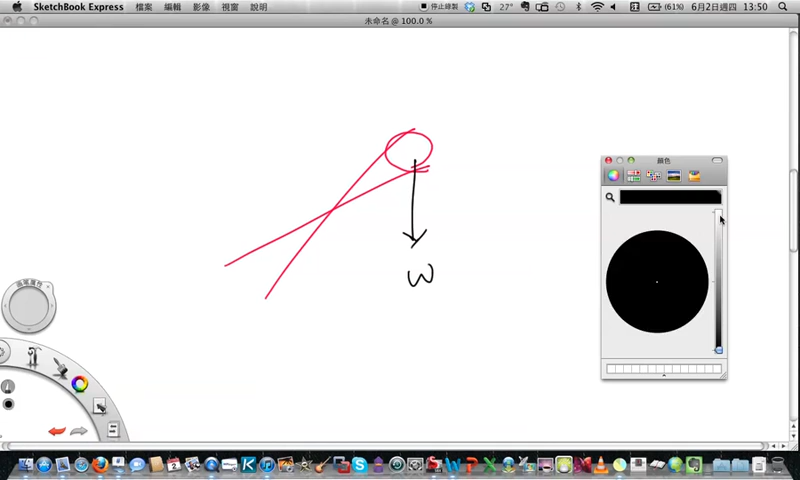 SketchBook Express 檔案 編輯 影像 視窗 說明 停止錄製 27° (61%) 6月2日週四 13:50
未命名 @ 100.0 %
顏色
W